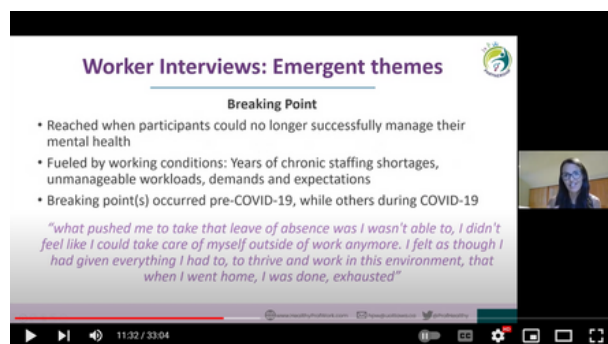 Worker Interviews: Emergent themes
Breaking Point
• Reached when participants could no longer successfully manage their
mental health
• Fueled by working conditions: Years of chronic staffing shortages,
unmanageable workloads, demands and expectations
• Breaking point(s) occurred pre-COVID-19, while others during COVID-19
"what pushed me to take that leave of absence was I wasn't able to, I didn't
feel like I could take care of myself outside of work anymore. I felt as though I
had given everything I had to, to thrive and work in this environment, that
when I went home, I was done, exhausted"
11:32 / 33:04
CC
HD